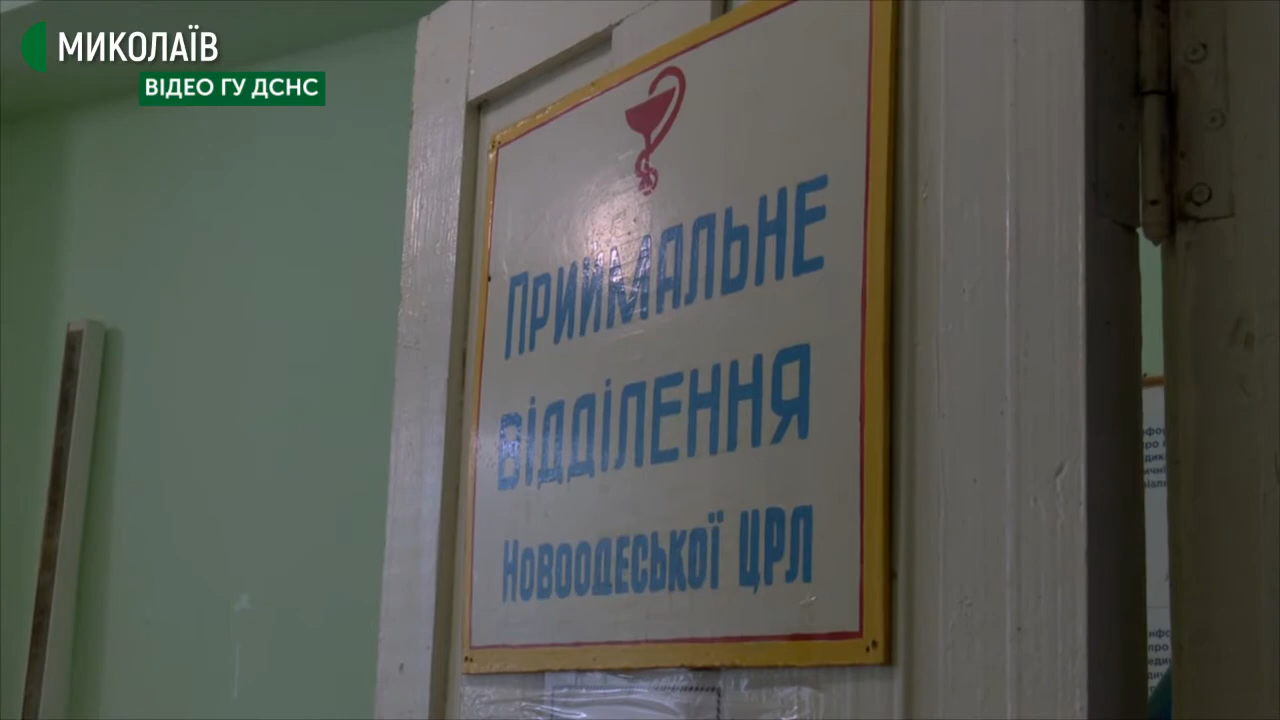 МИКОЛАЇВ
ВІДЕО ГУ ДСНС
ПРИЙМАЛЬНЕ
ВІДДІЛЕННЯ
НОВООДЕСЬКОЇ ЦРЛ